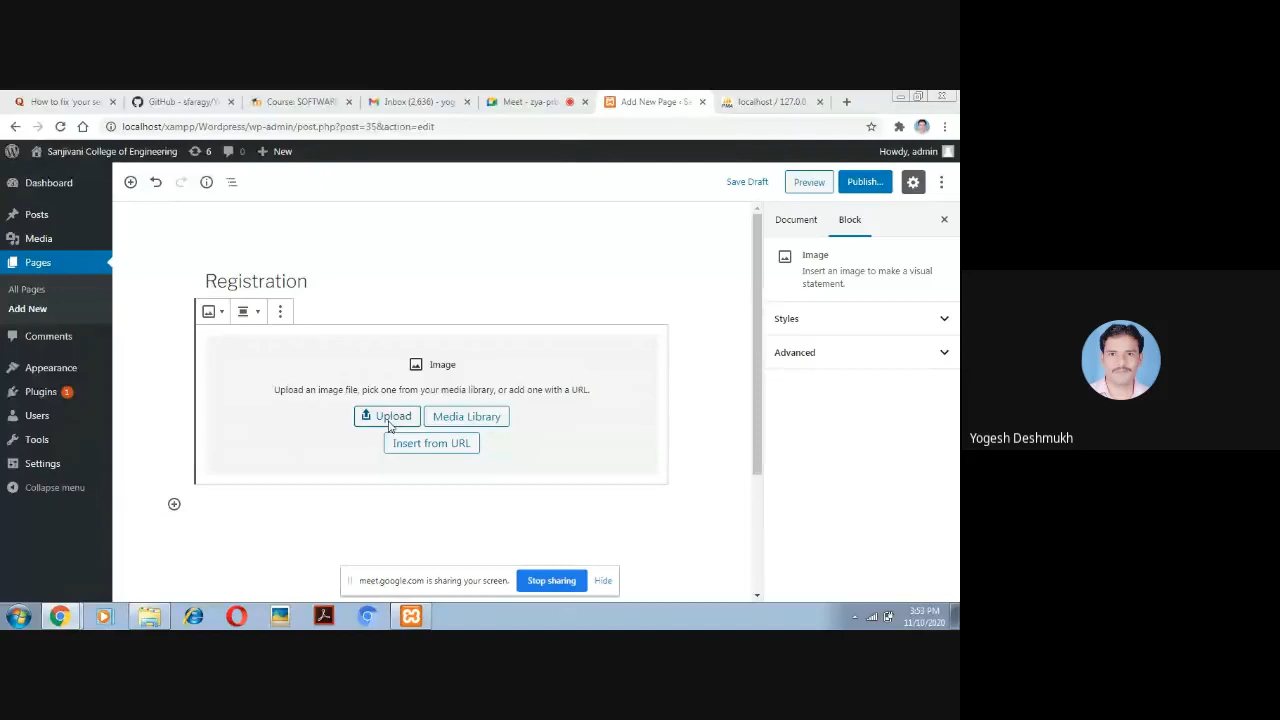 How to fix 'your se
GitHub - sfaragy/Y
Course: SOFTWARE
Inbox (2,636) - yog
Meet - zya-prb
Add New Page ‹ Sa
localhost / 127.0.0
localhost/xampp/Wordpress/wp-admin/post.php?post=35&action=edit
Sanjivani College of Engineering
6
0
New
Howdy, admin
Dashboard
Posts
Media
Pages
All Pages
Add New
Comments
Appearance
Plugins 1
Users
Tools
Settings
Collapse menu
Save Draft
Preview
Publish...
Registration
Image
Upload an image file, pick one from your media library, or add one with a URL.
Upload
Media Library
Insert from URL
Document
Block
Image
Insert an image to make a visual
statement.
Styles
Advanced
meet.google.com is sharing your screen.
Stop sharing
Hide
3:53 PM
11/10/2020
Yogesh Deshmukh